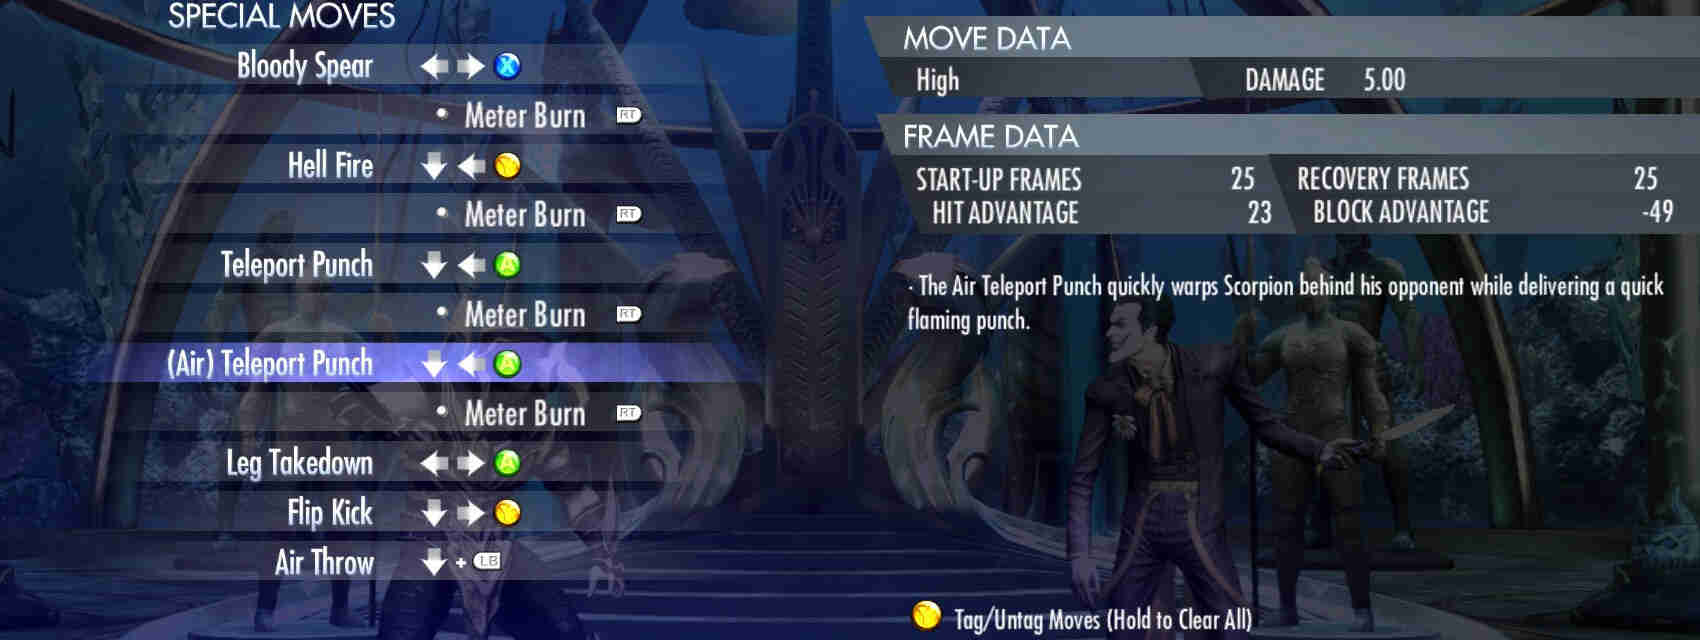 SPECIAL MOVES
Bloody Spear X
• Meter Burn RT
Hell Fire Y
• Meter Burn RT
Teleport Punch A
• Meter Burn RT
(Air) Teleport Punch A
• Meter Burn RT
Leg Takedown A
Flip Kick Y
Air Throw + LB
MOVE DATA
High DAMAGE 5.00
FRAME DATA
START-UP FRAMES 25 RECOVERY FRAMES 25
HIT ADVANTAGE 23 BLOCK ADVANTAGE -49
· The Air Teleport Punch quickly warps Scorpion behind his opponent while delivering a quick
flaming punch.
Y Tag/Untag Moves (Hold to Clear All)